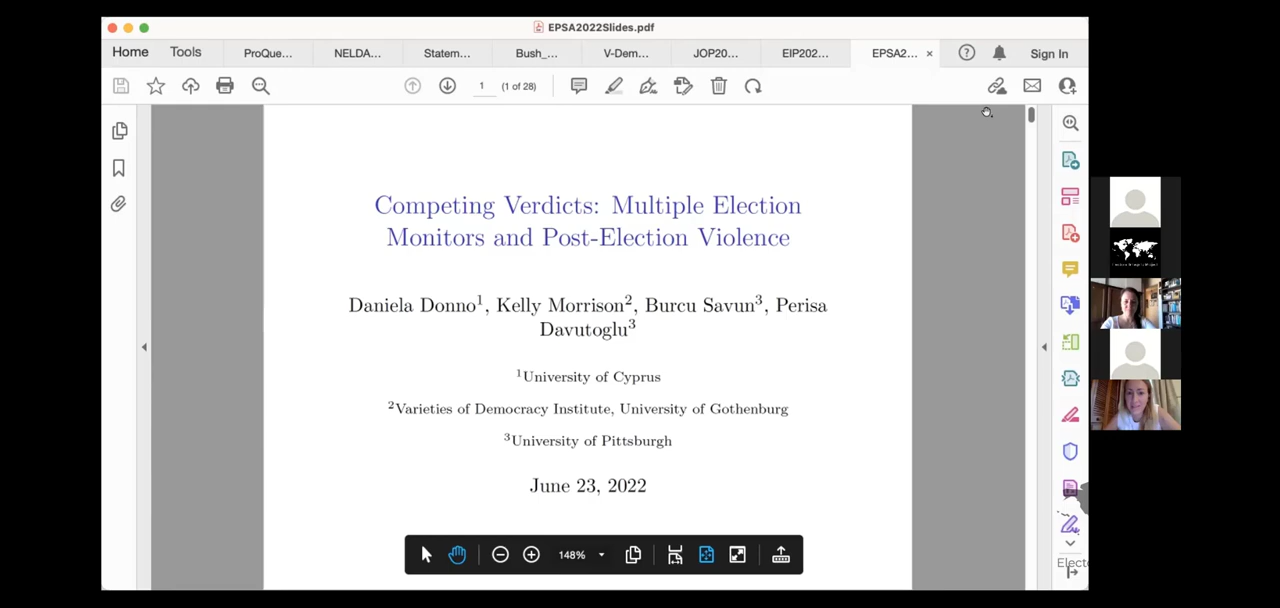 EPSA2022Slides.pdf
Home
Tools
ProQue...
NELDA...
Statem...
Bush_...
V-Dem...
JOP20...
EIP202...
EPSA2...
Sign In
1
(1 of 28)
Competing Verdicts: Multiple Election
Monitors and Post-Election Violence
Daniela Donno1, Kelly Morrison2, Burcu Savun3, Perisa
Davutoglu3
1University of Cyprus
2Varieties of Democracy Institute, University of Gothenburg
3University of Pittsburgh
June 23, 2022
148%
Elect